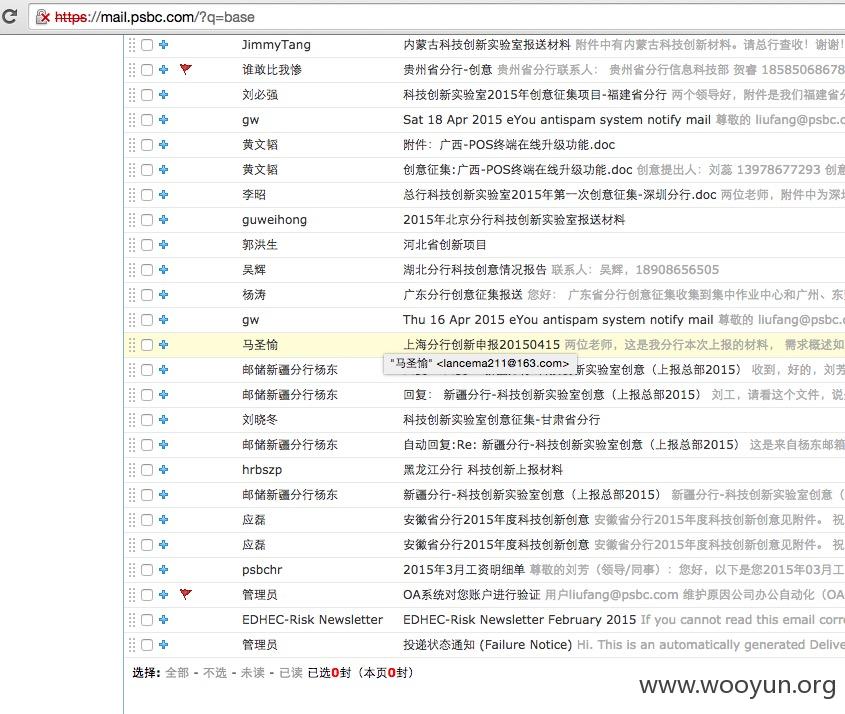 https://mail.psbc.com/?q=base
JimmyTang 内蒙古科技创新实验室报送材料 附件中有内蒙古科技创新材料。请总行查收！谢谢！
谁敢比我惨 贵州省分行-创意 贵州省分行联系人： 贵州省分行信息科技部 贺睿 18585068678
刘必强 科技创新实验室2015年创意征集项目-福建省分行 两个领导好，附件是我们福建省分
gw Sat 18 Apr 2015 eYou antispam system notify mail 尊敬的 liufang@psbc.c
黄文韬 附件：广西-POS终端在线升级功能.doc
黄文韬 创意征集:广西-POS终端在线升级功能.doc 创意提出人：刘蕊 13978677293 创意
李昭 总行科技创新实验室2015年第一次创意征集-深圳分行.doc 两位老师，附件中为深圳
guweihong 2015年北京分行科技创新实验室报送材料
郭洪生 河北省创新项目
吴辉 湖北分行科技创意情况报告 联系人：吴辉，18908656505
杨涛 广东分行创意征集报送 您好： 广东省分行创意征集收集到集中作业中心和广州、东
gw Thu 16 Apr 2015 eYou antispam system notify mail 尊敬的 liufang@psbc.
马圣愉 上海分行创新申报20150415 两位老师，这是我分行本次上报的材料， 需求概述如
"马圣愉" <lancema211@163.com>
邮储新疆分行杨东 新疆分行-科技创新实验室创意（上报总部2015） 收到，好的，刘芳
邮储新疆分行杨东 回复： 新疆分行-科技创新实验室创意（上报总部2015） 刘工，请看这个文件，说
刘晓冬 科技创新实验室创意征集-甘肃省分行
邮储新疆分行杨东 自动回复:Re: 新疆分行-科技创新实验室创意（上报总部2015） 这是来自杨东邮箱
hrbszp 黑龙江分行 科技创新上报材料
邮储新疆分行杨东 新疆分行-科技创新实验室创意（上报总部2015） 新疆分行-科技创新实验室创意（
应磊 安徽省分行2015年度科技创新创意 安徽省分行2015年度科技创新创意见附件。 祝
应磊 安徽省分行2015年度科技创新创意 安徽省分行2015年度科技创新创意见附件。 祝
psbchr 2015年3月工资明细单 尊敬的刘芳（领导/同事）：您好，以下是您2015年03月工
管理员 OA系统对您账户进行验证 用户liufang@psbc.com 维护原因公司办公自动化（OA
EDHEC-Risk Newsletter EDHEC-Risk Newsletter February 2015 If you cannot read this email corre
管理员 投递状态通知 (Failure Notice) Hi. This is an automatically generated Delive
选择: 全部 - 不选 - 未读 - 已读 已选0封（本页0封）
www.wooyun.org